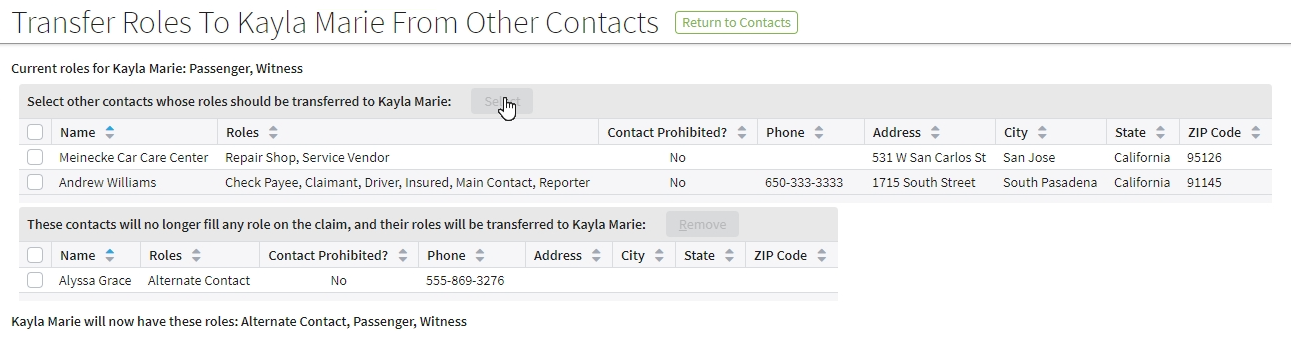 Transfer Roles To Kayla Marie From Other Contacts Return to Contacts
Current roles for Kayla Marie: Passenger, Witness
Select other contacts whose roles should be transferred to Kayla Marie: Select
Name Roles Contact Prohibited? Phone Address City State ZIP Code
Meinecke Car Care Center Repair Shop, Service Vendor No 531 W San Carlos St San Jose California 95126
Andrew Williams Check Payee, Claimant, Driver, Insured, Main Contact, Reporter No 650-333-3333 1715 South Street South Pasadena California 91145
These contacts will no longer fill any role on the claim, and their roles will be transferred to Kayla Marie: Remove
Name Roles Contact Prohibited? Phone Address City State ZIP Code
Alyssa Grace Alternate Contact No 555-869-3276
Kayla Marie will now have these roles: Alternate Contact, Passenger, Witness